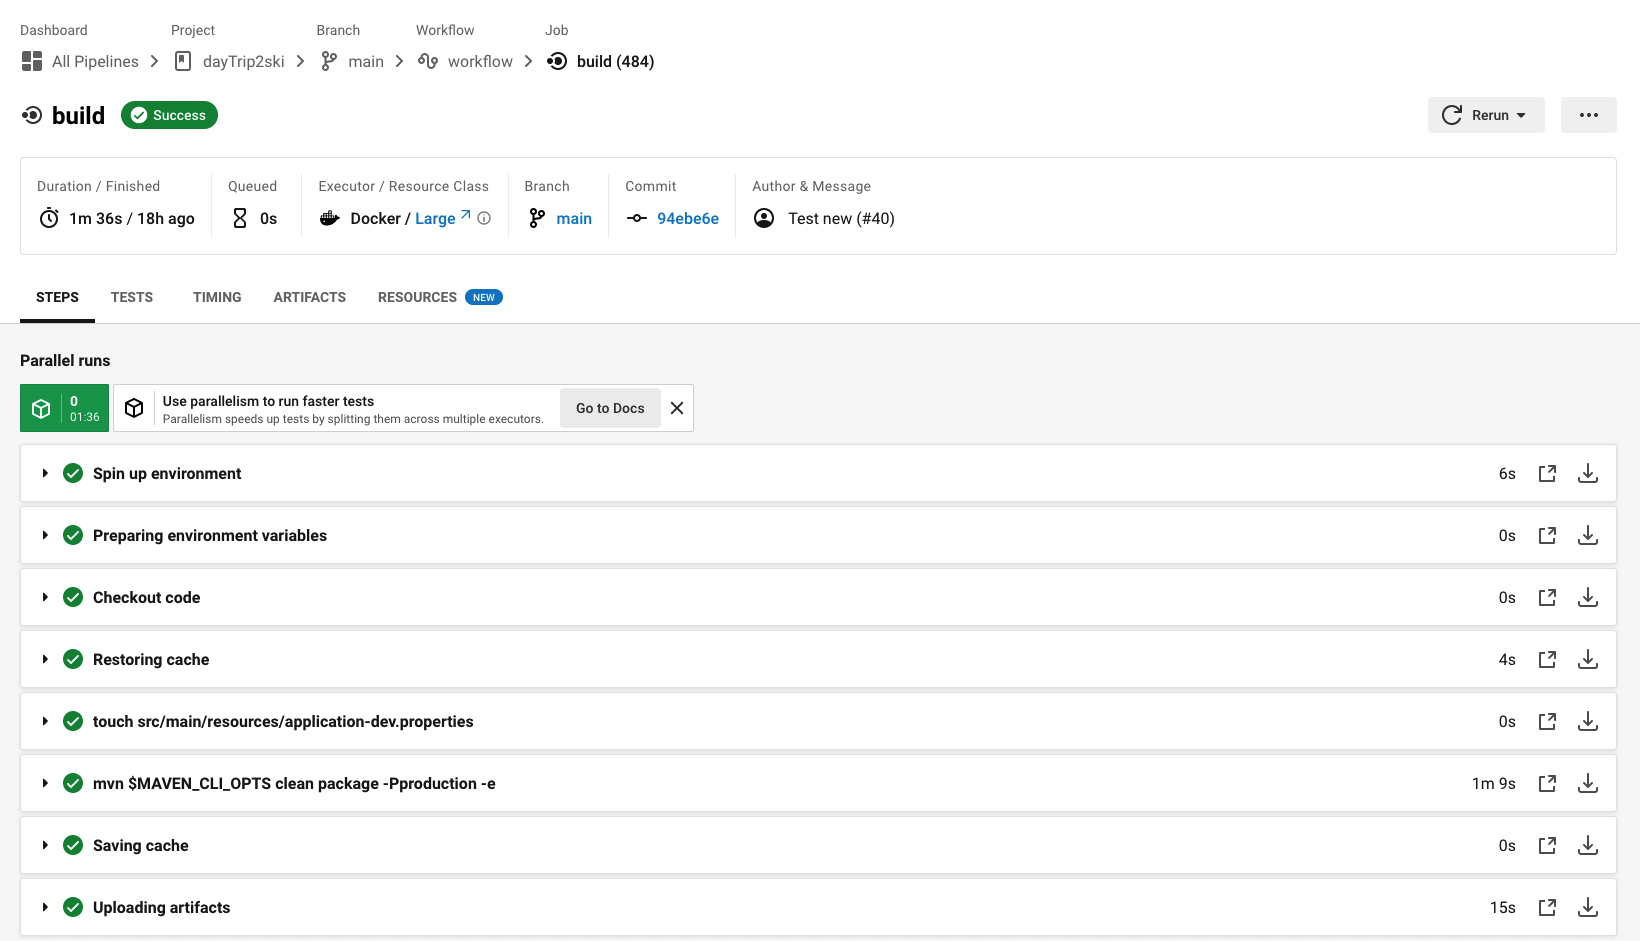 Dashboard Project Branch Workflow Job
All Pipelines dayTrip2ski main workflow build (484)
build Success Rerun
Duration / Finished Queued Executor / Resource Class Branch Commit Author & Message
1m 36s / 18h ago 0s Docker / Large main 94ebe6e Test new (#40)
STEPS TESTS TIMING ARTIFACTS RESOURCES NEW
Parallel runs
0
01:36
Use parallelism to run faster tests
Parallelism speeds up tests by splitting them across multiple executors.
Go to Docs
Spin up environment 6s
Preparing environment variables 0s
Checkout code 0s
Restoring cache 4s
touch src/main/resources/application-dev.properties 0s
mvn $MAVEN_CLI_OPTS clean package -Pproduction -e 1m 9s
Saving cache 0s
Uploading artifacts 15s